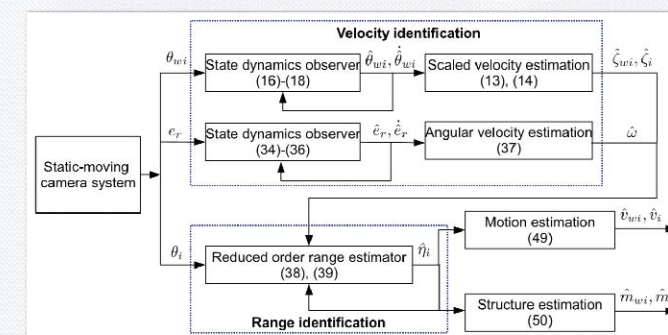 Velocity identification
θ_wi
State dynamics observer
(16)-(18)
θ̂_wi, θ̂̇_wi
Scaled velocity estimation
(13), (14)
ζ̂_wi, ζ̂_i
e_r
State dynamics observer
(34)-(36)
ê_r, ê̇_r
Angular velocity estimation
(37)
ω̂
Static-moving
camera system
θ_i
Reduced order range estimator
(38), (39)
η̂_i
Motion estimation
(49)
v̂_wi, v̂_i
Structure estimation
(50)
m̂_wi, m̂
Range identification